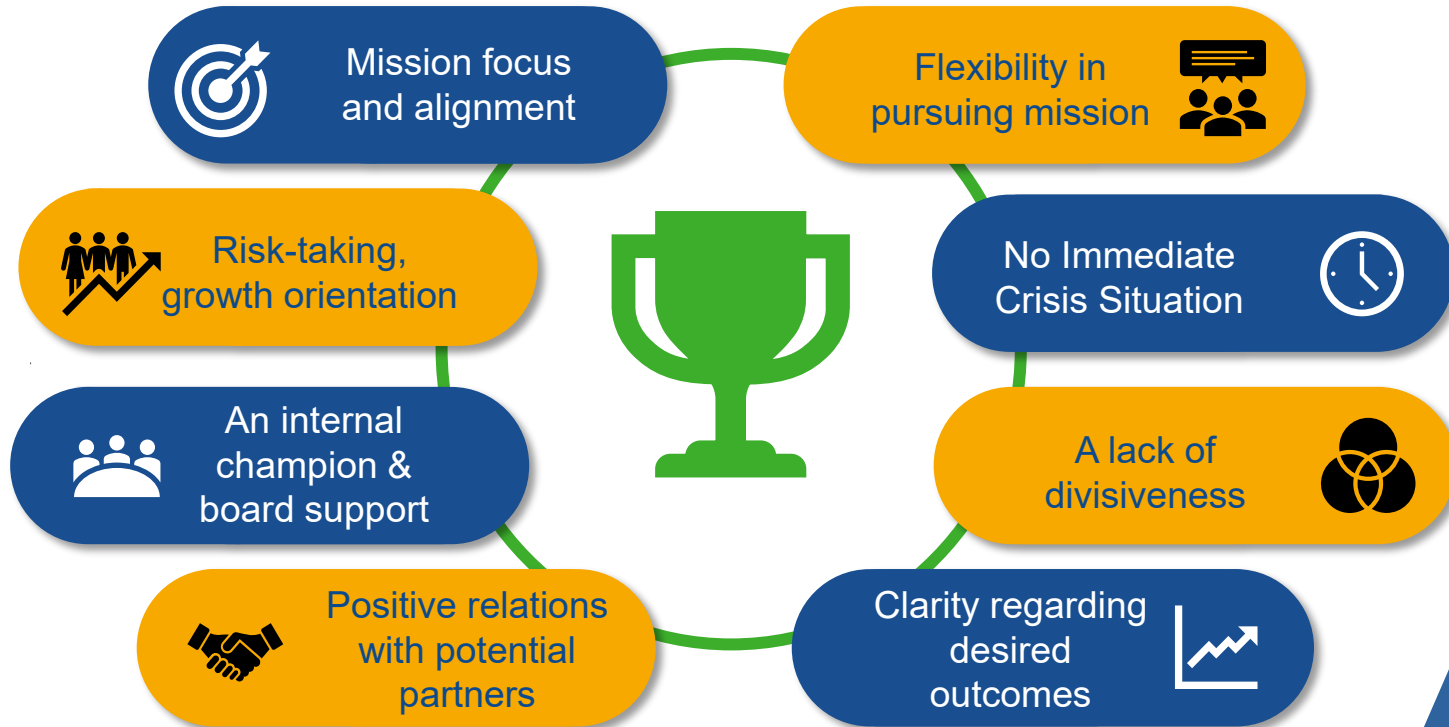 Mission focus
and alignment
Flexibility in
pursuing mission
Risk-taking,
growth orientation
No Immediate
Crisis Situation
An internal
champion &
board support
A lack of
divisiveness
Positive relations
with potential
partners
Clarity regarding
desired
outcomes